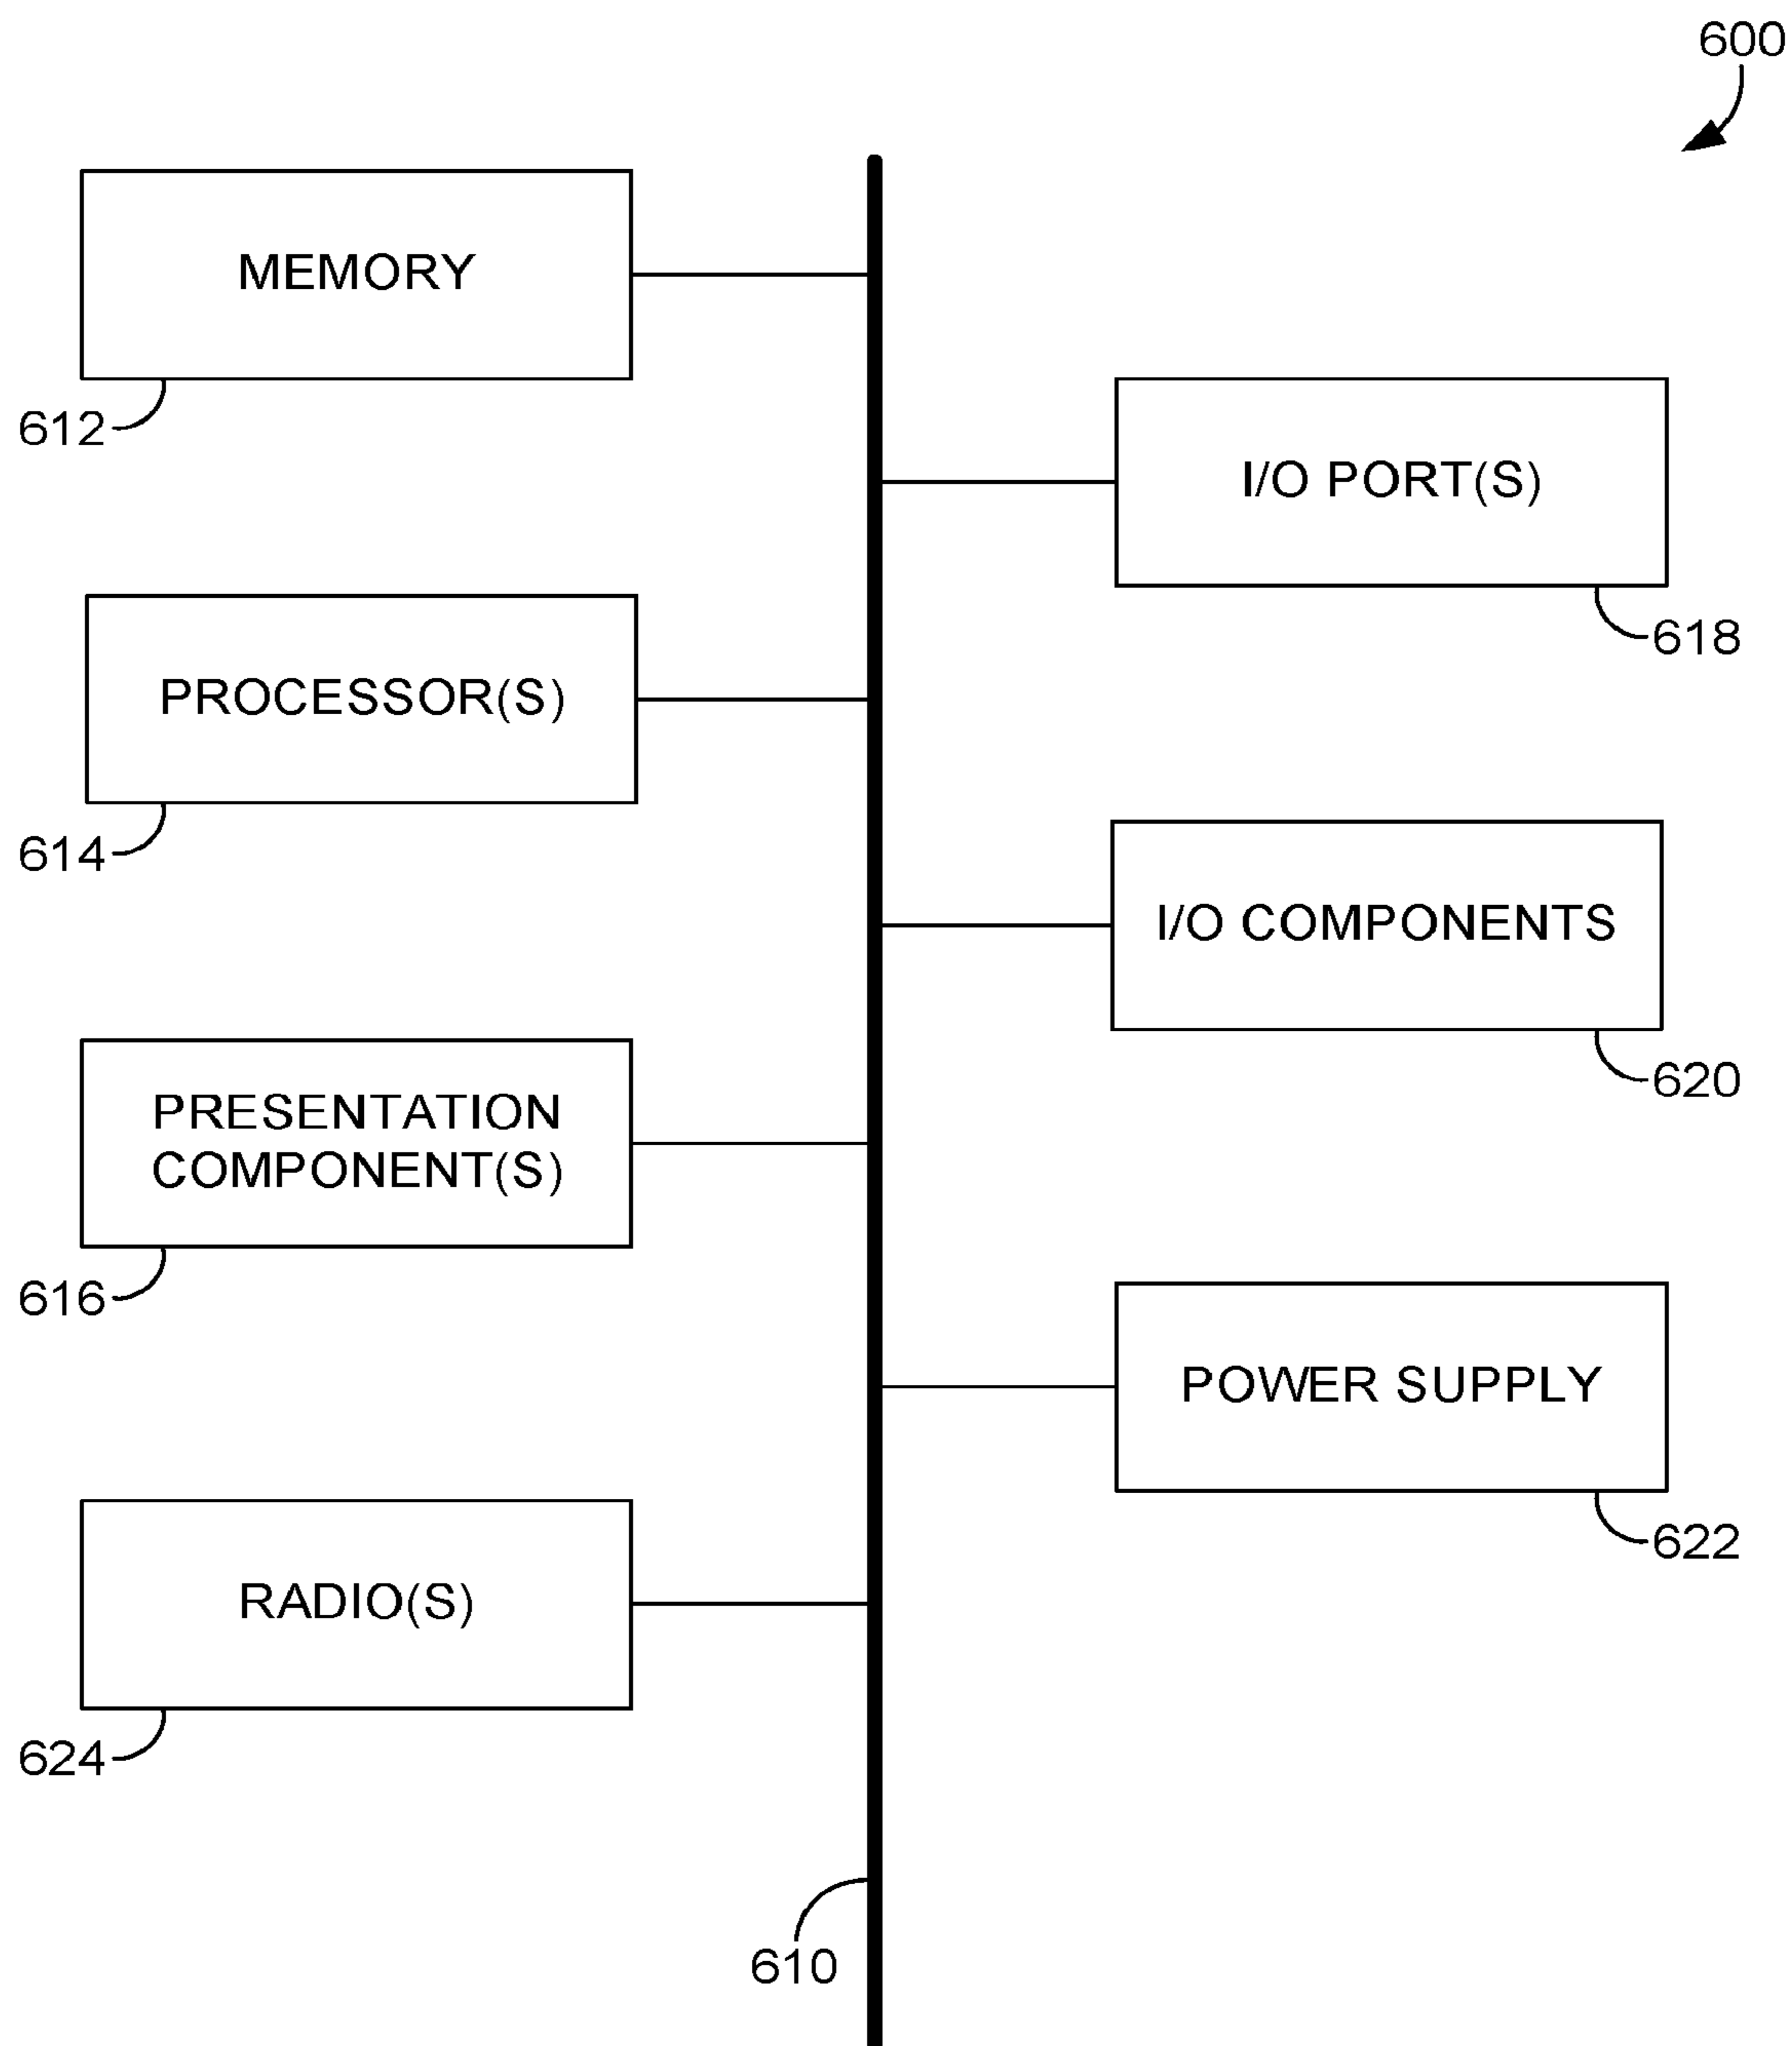 600
MEMORY
612
I/O PORT(S)
618
PROCESSOR(S)
614
I/O COMPONENTS
620
PRESENTATION
COMPONENT(S)
616
POWER SUPPLY
622
RADIO(S)
624
610